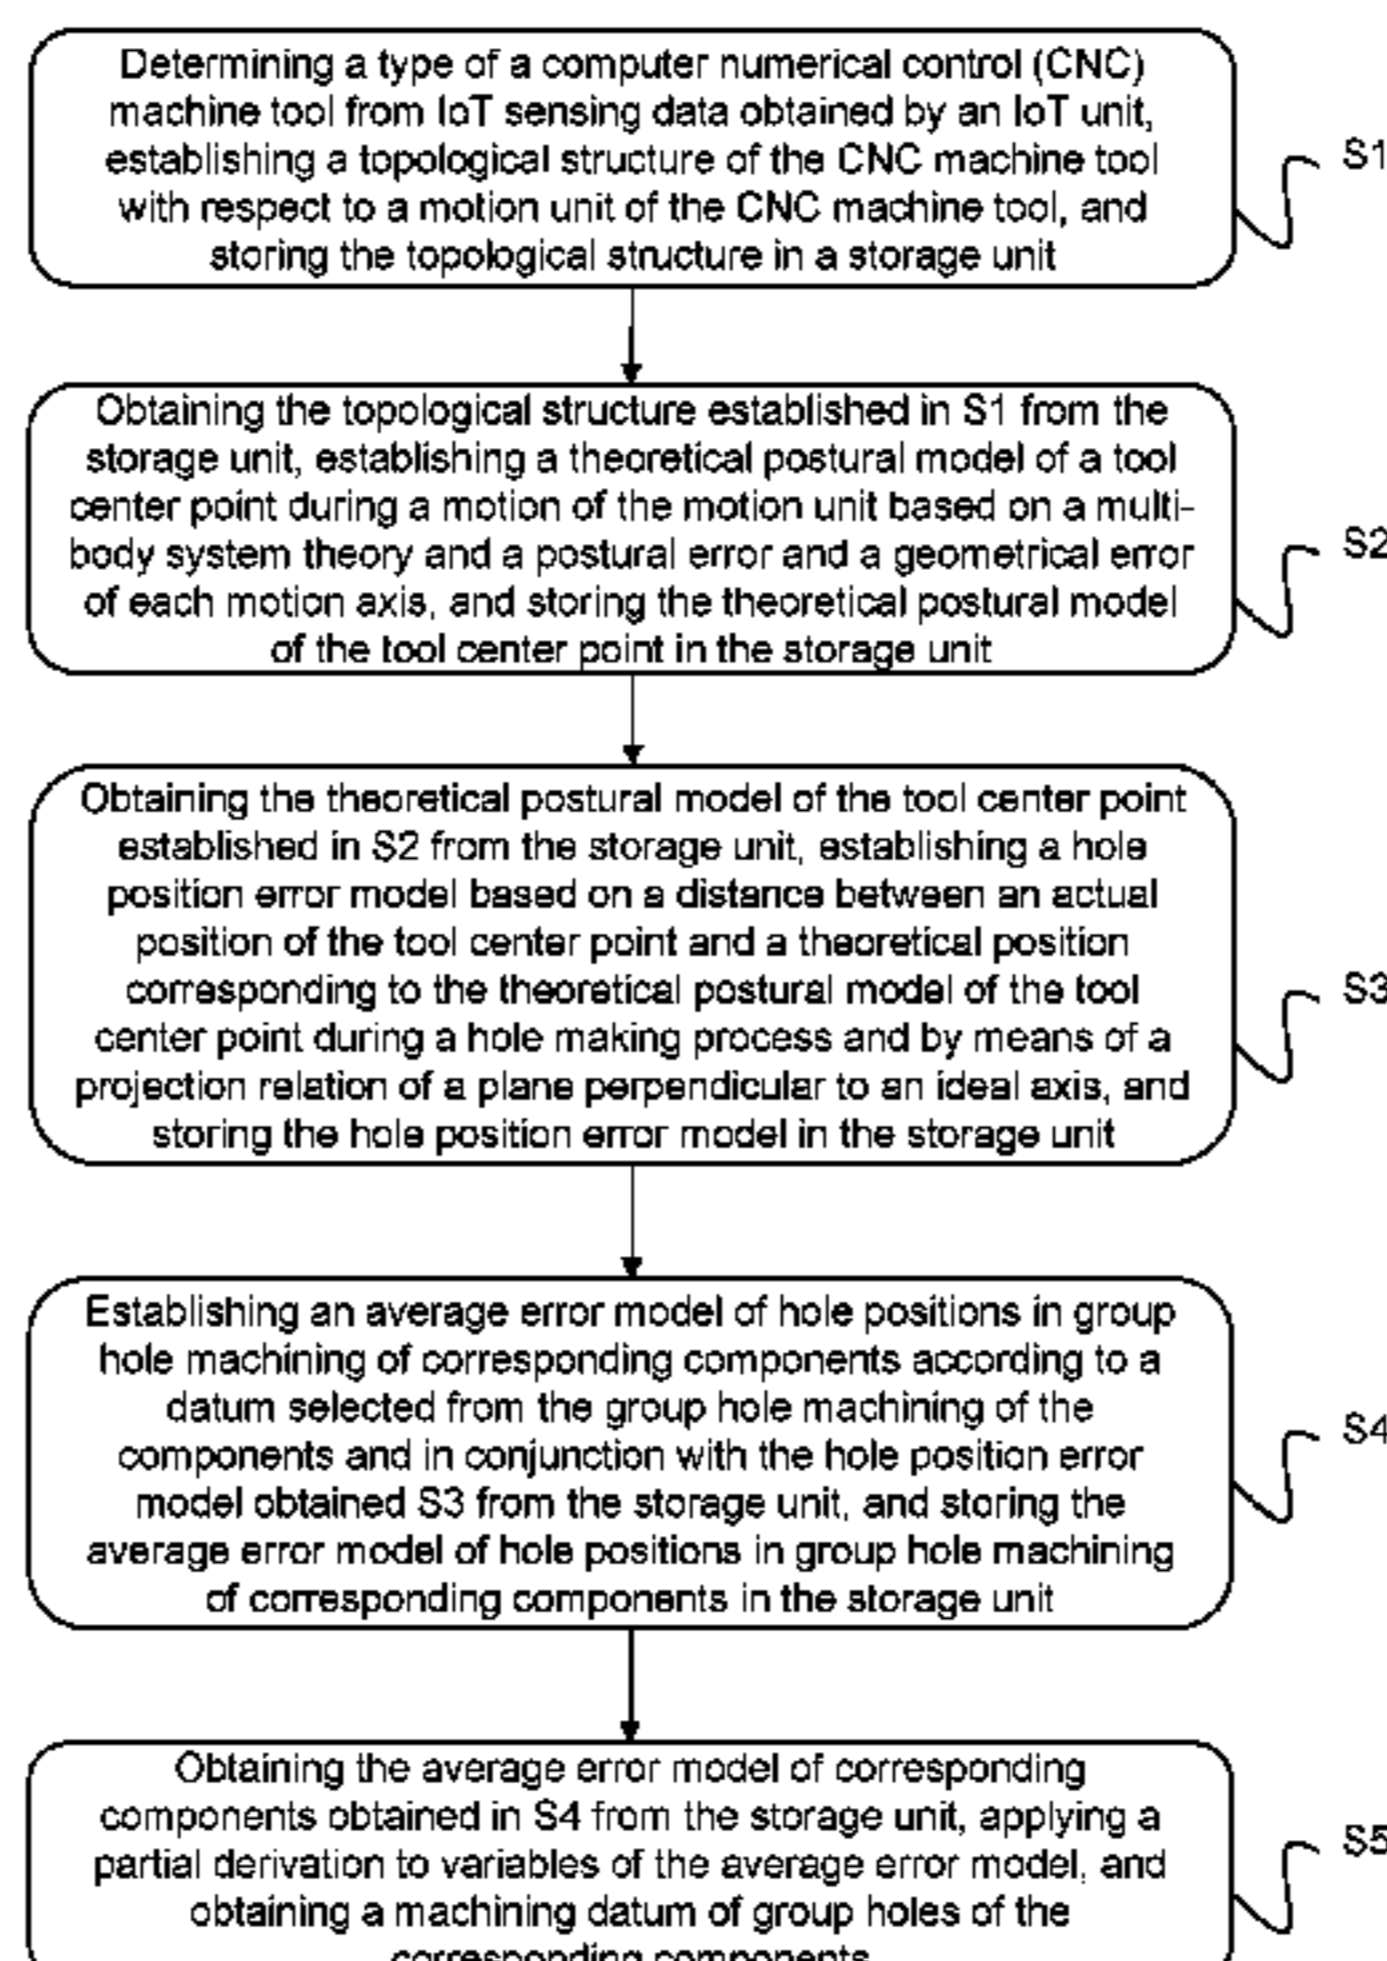 Determining a type of a computer numerical control (CNC)
machine tool from IoT sensing data obtained by an IoT unit,
establishing a topological structure of the CNC machine tool
with respect to a motion unit of the CNC machine tool, and
storing the topological structure in a storage unit
S1
Obtaining the topological structure established in S1 from the
storage unit, establishing a theoretical postural model of a tool
center point during a motion of the motion unit based on a multi-
body system theory and a postural error and a geometrical error
of each motion axis, and storing the theoretical postural model
of the tool center point in the storage unit
S2
Obtaining the theoretical postural model of the tool center point
established in S2 from the storage unit, establishing a hole
position error model based on a distance between an actual
position of the tool center point and a theoretical position
corresponding to the theoretical postural model of the tool
center point during a hole making process and by means of a
projection relation of a plane perpendicular to an ideal axis, and
storing the hole position error model in the storage unit
S3
Establishing an average error model of hole positions in group
hole machining of corresponding components according to a
datum selected from the group hole machining of the
components and in conjunction with the hole position error
model obtained S3 from the storage unit, and storing the
average error model of hole positions in group hole machining
of corresponding components in the storage unit
S4
Obtaining the average error model of corresponding
components obtained in S4 from the storage unit, applying a
partial derivation to variables of the average error model, and
obtaining a machining datum of group holes of the
corresponding components
S5